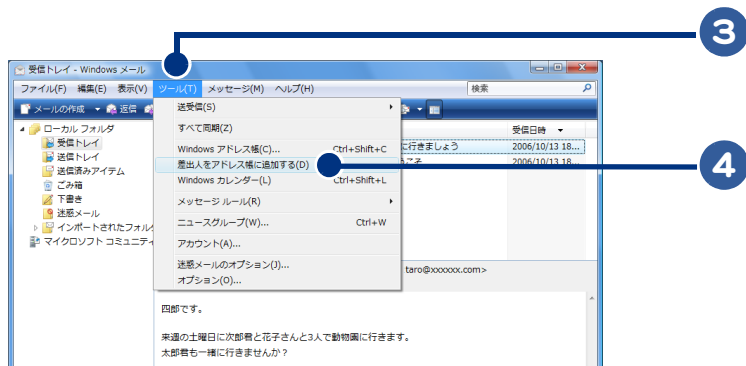 3
受信トレイ - Windows メール
ファイル(F) 編集(E) 表示(V) ツール(T) メッセージ(M) ヘルプ(H) 検索
メールの作成 返信
送受信(S)
すべて同期(Z)
Windows アドレス帳(C)... Ctrl+Shift+C
差出人をアドレス帳に追加する(D)
Windows カレンダー(L) Ctrl+Shift+L
メッセージ ルール(R)
ニュースグループ(W)... Ctrl+W
アカウント(A)...
迷惑メールのオプション(J)...
オプション(O)...
4
ローカル フォルダ
受信トレイ
送信トレイ
送信済みアイテム
ごみ箱
下書き
迷惑メール
インポートされたフォルダ
マイクロソフト コミュニティ
受信日時
に行きましょう 2006/10/13 18...
こそ 2006/10/13 18...
taro@xxxxxx.com>
四郎です。
来週の土曜日に次郎君と花子さんと3人で動物園に行きます。
太郎君も一緒に行きませんか？